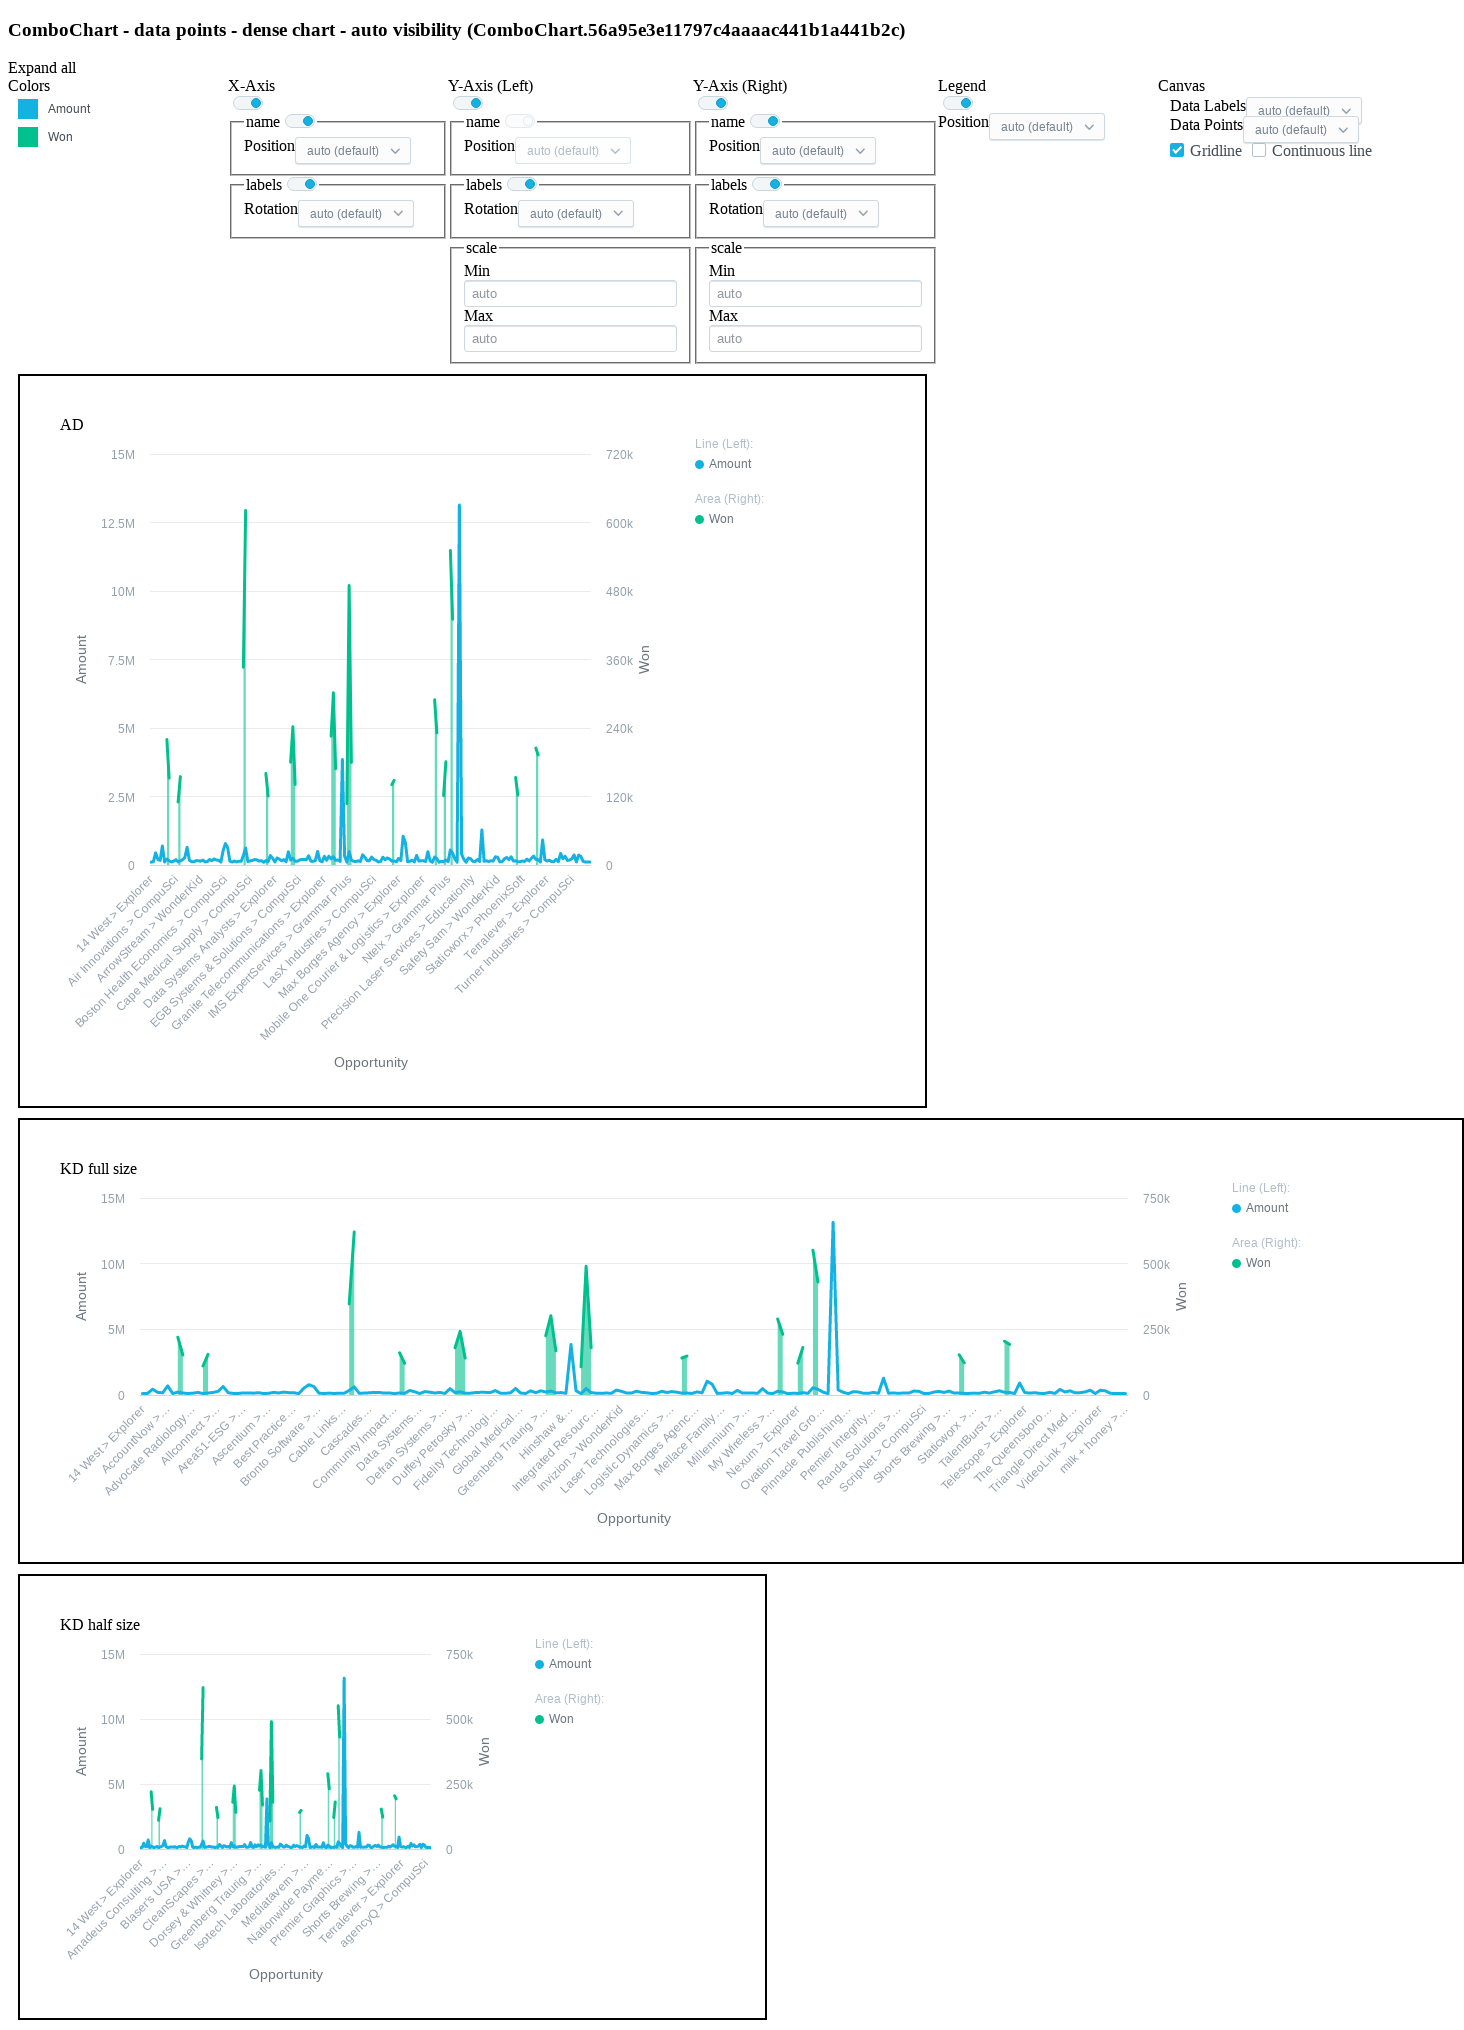 ComboChart - data points - dense chart - auto visibility (ComboChart.56a95e3e11797c4aaaac441b1a441b2c)
Expand all
Colors
Amount
Won
X-Axis
name
Position auto (default)
labels
Rotation auto (default)
Y-Axis (Left)
name
Position auto (default)
labels
Rotation auto (default)
scale
Min
auto
Max
auto
Y-Axis (Right)
name
Position auto (default)
labels
Rotation auto (default)
scale
Min
auto
Max
auto
Legend
Position auto (default)
Canvas
Data Labels auto (default)
Data Points auto (default)
Gridline Continuous line
AD
15M
12.5M
10M
7.5M
5M
2.5M
0
Amount
720k
600k
480k
360k
240k
120k
0
Won
Line (Left):
Amount
Area (Right):
Won
14 West > Explorer
Air Innovations > CompuSci
ArrowStream > WonderKid
Boston Health Economics > CompuSci
Cape Medical Supply > CompuSci
Data Systems Analysts > Explorer
EGB Systems & Solutions > CompuSci
Granite Telecommunications > Explorer
IMS ExpertServices > Grammar Plus
LasX Industries > CompuSci
Max Borges Agency > Explorer
Mobile One Courier & Logistics > Explorer
Ntelx > Grammar Plus
Precision Laser Services > Educationly
Safety Sam > WonderKid
Staticworx > PhoenixSoft
Terralever > Explorer
Turner Industries > CompuSci
Opportunity
KD full size
15M
10M
5M
0
Amount
750k
500k
250k
0
Won
Line (Left):
Amount
Area (Right):
Won
14 West > Explorer
AccountNow >…
Advocate Radiology…
Allconnect >…
Area51-ESG >…
Ascentium >…
Best Practice…
Bronto Software >…
Cable Links…
Cascades…
Community Impact…
Data Systems…
Defran Systems >…
Duffey Petrosky >…
Fidelity Technologi…
Global Medical…
Greenberg Traurig >…
Hinshaw &…
Integrated Resourc…
Invizion > WonderKid
Laser Technologies…
Logistic Dynamics >…
Max Borges Agenc…
Mellace Family…
Millennium >…
My Wireless >…
Nexum > Explorer
Ovation Travel Gro…
Pinnacle Publishing…
Premier Integrity…
Randa Solutions >…
ScripNet > CompuSci
Shorts Brewing >…
Staticworx >…
TalentBurst >…
Telescope > Explorer
The Queensboro…
Triangle Direct Med…
VideoLink > Explorer
milk + honey >…
Opportunity
KD half size
15M
10M
5M
0
Amount
750k
500k
250k
0
Won
Line (Left):
Amount
Area (Right):
Won
14 West > Explorer
Amadeus Consulting >…
Blaser's USA >…
CleanScapes >…
Dorsey & Whitney >…
Greenberg Traurig >…
Isotech Laboratories…
Mediatavern >…
Nationwide Payme…
Premier Graphics >…
Shorts Brewing >…
Terralever > Explorer
agencyQ > CompuSci
Opportunity